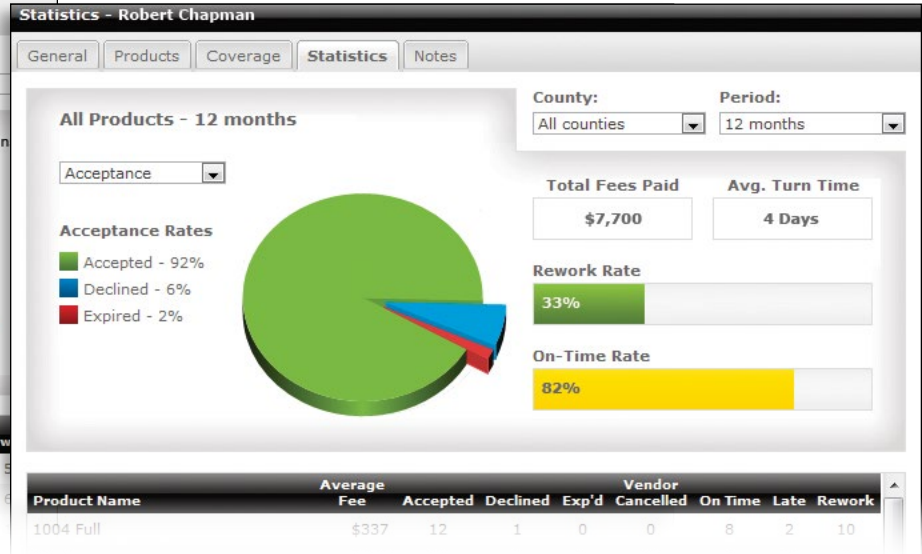 Statistics - Robert Chapman
General Products Coverage Statistics Notes
County: Period:
All counties 12 months
All Products - 12 months
Acceptance
Total Fees Paid Avg. Turn Time
$7,700 4 Days
Acceptance Rates
Accepted - 92%
Declined - 6%
Expired - 2%
Rework Rate
33%
On-Time Rate
82%
Average Vendor
Product Name Fee Accepted Declined Exp'd Cancelled On Time Late Rework
1004 Full $337 12 1 0 0 8 2 10